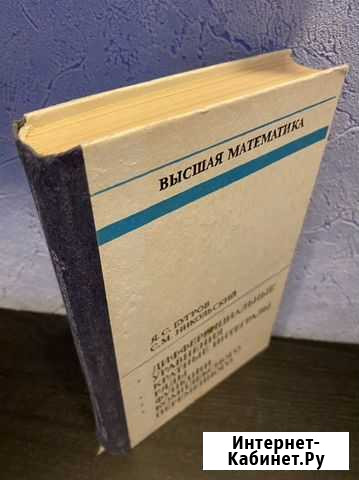 ВЫСШАЯ МАТЕМАТИКА
Я.С. БУГРОВ
С.М. НИКОЛЬСКИЙ
ДИФФЕРЕНЦИАЛЬНЫЕ
УРАВНЕНИЯ
КРАТНЫЕ ИНТЕГРАЛЫ
РЯДЫ
ФУНКЦИИ
КОМПЛЕКСНОГО
ПЕРЕМЕННОГО
Интернет-
Кабинет.Ру